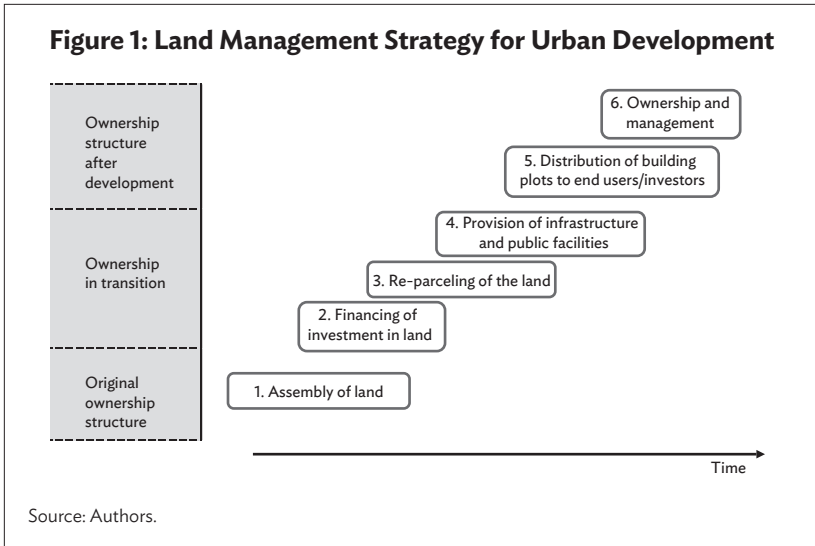 Figure 1: Land Management Strategy for Urban Development
Ownership
structure
after
development
6. Ownership and
management
5. Distribution of building
plots to end users/investors
Ownership
in transition
4. Provision of infrastructure
and public facilities
3. Re-parceling of the land
2. Financing of
investment in land
Original
ownership
structure
1. Assembly of land
Time
Source: Authors.